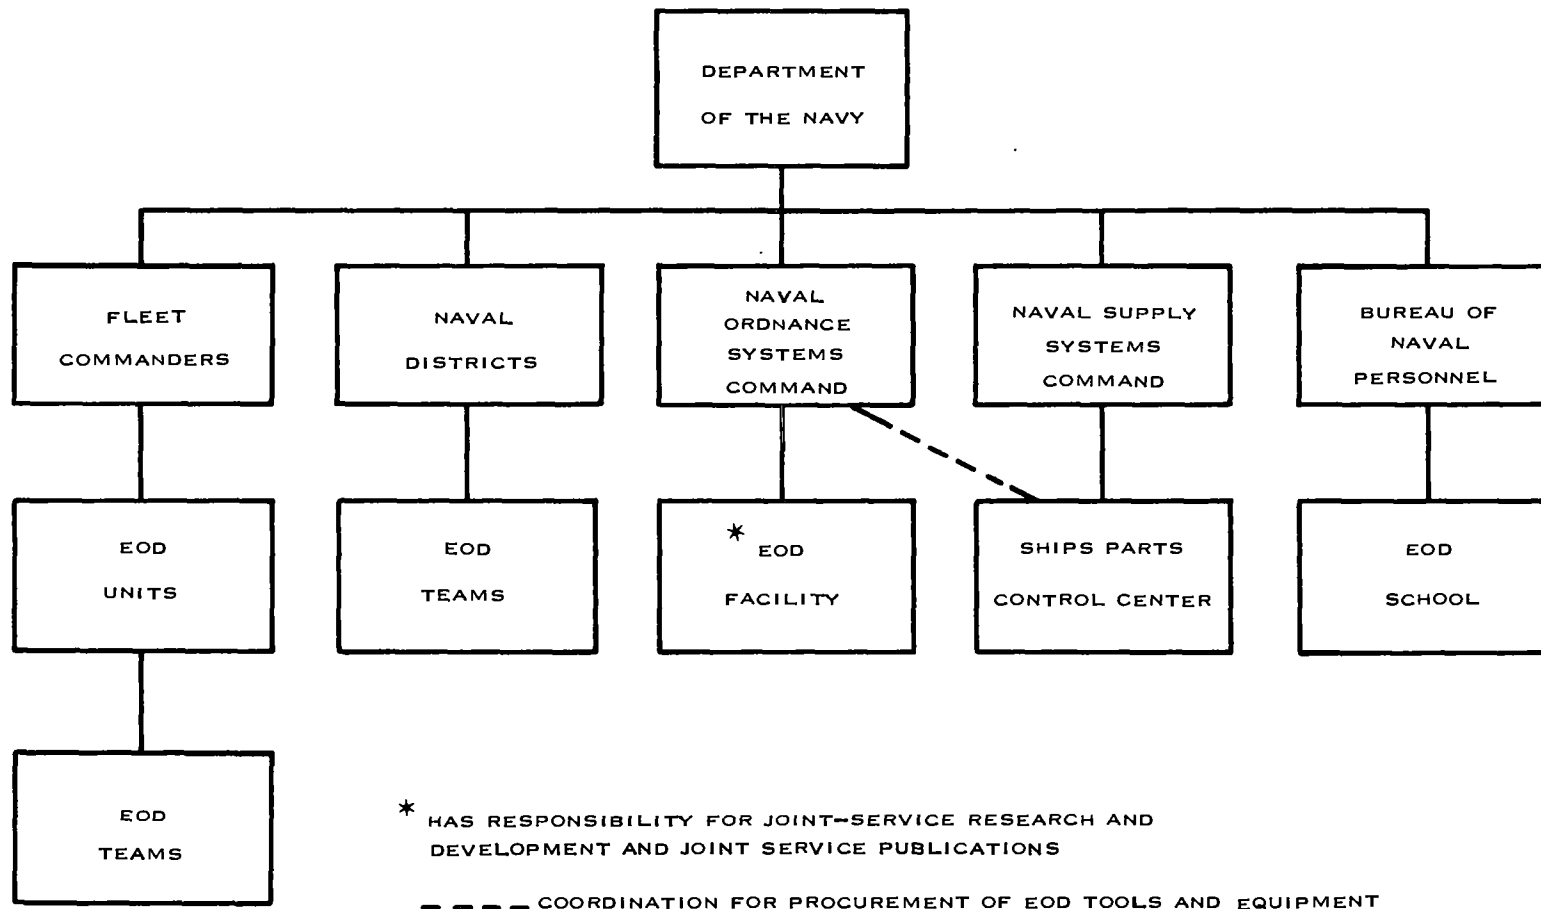 DEPARTMENT
OF THE NAVY
FLEET
COMMANDERS
NAVAL
DISTRICTS
NAVAL
ORDNANCE
SYSTEMS
COMMAND
NAVAL SUPPLY
SYSTEMS
COMMAND
BUREAU OF
NAVAL
PERSONNEL
EOD
UNITS
EOD
TEAMS
* EOD
FACILITY
SHIPS PARTS
CONTROL CENTER
EOD
SCHOOL
EOD
TEAMS
* HAS RESPONSIBILITY FOR JOINT-SERVICE RESEARCH AND
DEVELOPMENT AND JOINT SERVICE PUBLICATIONS
COORDINATION FOR PROCUREMENT OF EOD TOOLS AND EQUIPMENT